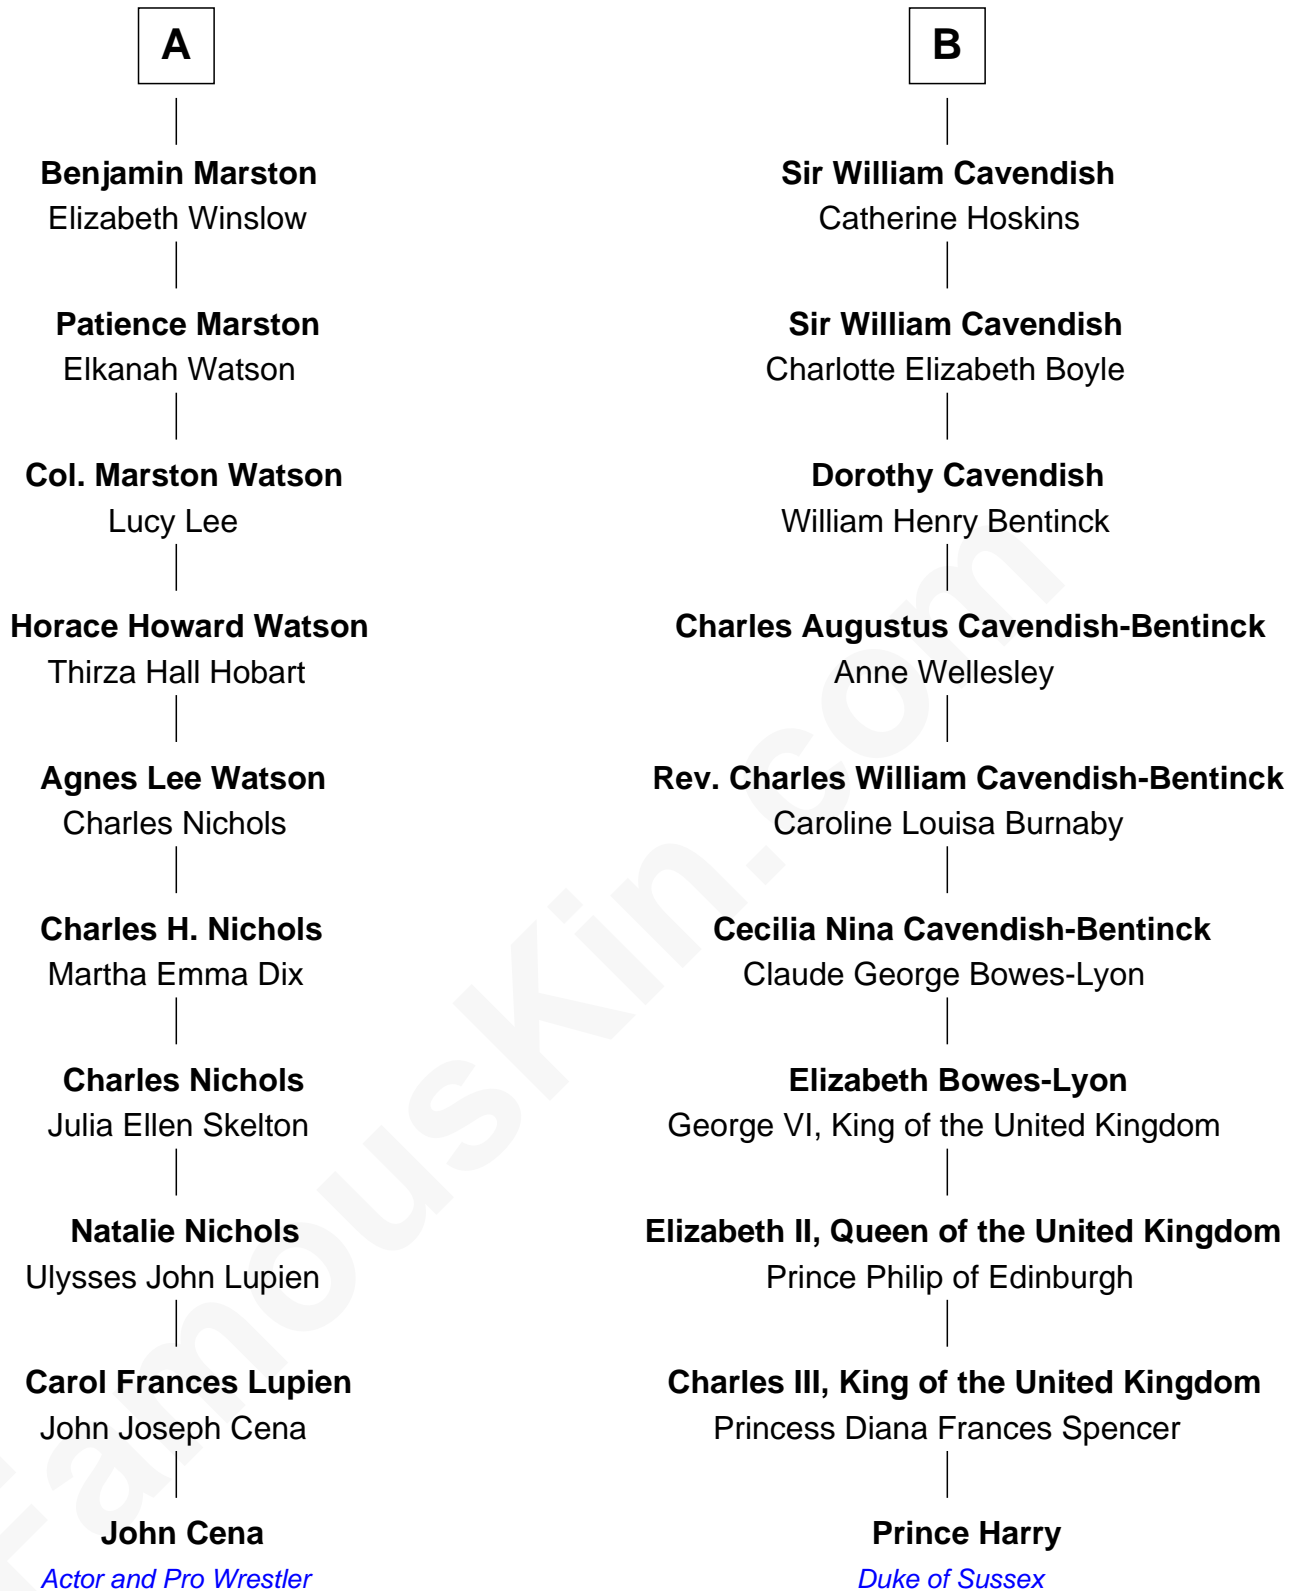 A
B
Benjamin Marston
Elizabeth Winslow
Sir William Cavendish
Catherine Hoskins
Patience Marston
Elkanah Watson
Sir William Cavendish
Charlotte Elizabeth Boyle
Col. Marston Watson
Lucy Lee
Dorothy Cavendish
William Henry Bentinck
Horace Howard Watson
Thirza Hall Hobart
Charles Augustus Cavendish-Bentinck
Anne Wellesley
Agnes Lee Watson
Charles Nichols
Rev. Charles William Cavendish-Bentinck
Caroline Louisa Burnaby
Charles H. Nichols
Martha Emma Dix
Cecilia Nina Cavendish-Bentinck
Claude George Bowes-Lyon
Charles Nichols
Julia Ellen Skelton
Elizabeth Bowes-Lyon
George VI, King of the United Kingdom
Natalie Nichols
Ulysses John Lupien
Elizabeth II, Queen of the United Kingdom
Prince Philip of Edinburgh
Carol Frances Lupien
John Joseph Cena
Charles III, King of the United Kingdom
Princess Diana Frances Spencer
John Cena
Actor and Pro Wrestler
Prince Harry
Duke of Sussex
FamousKin.com